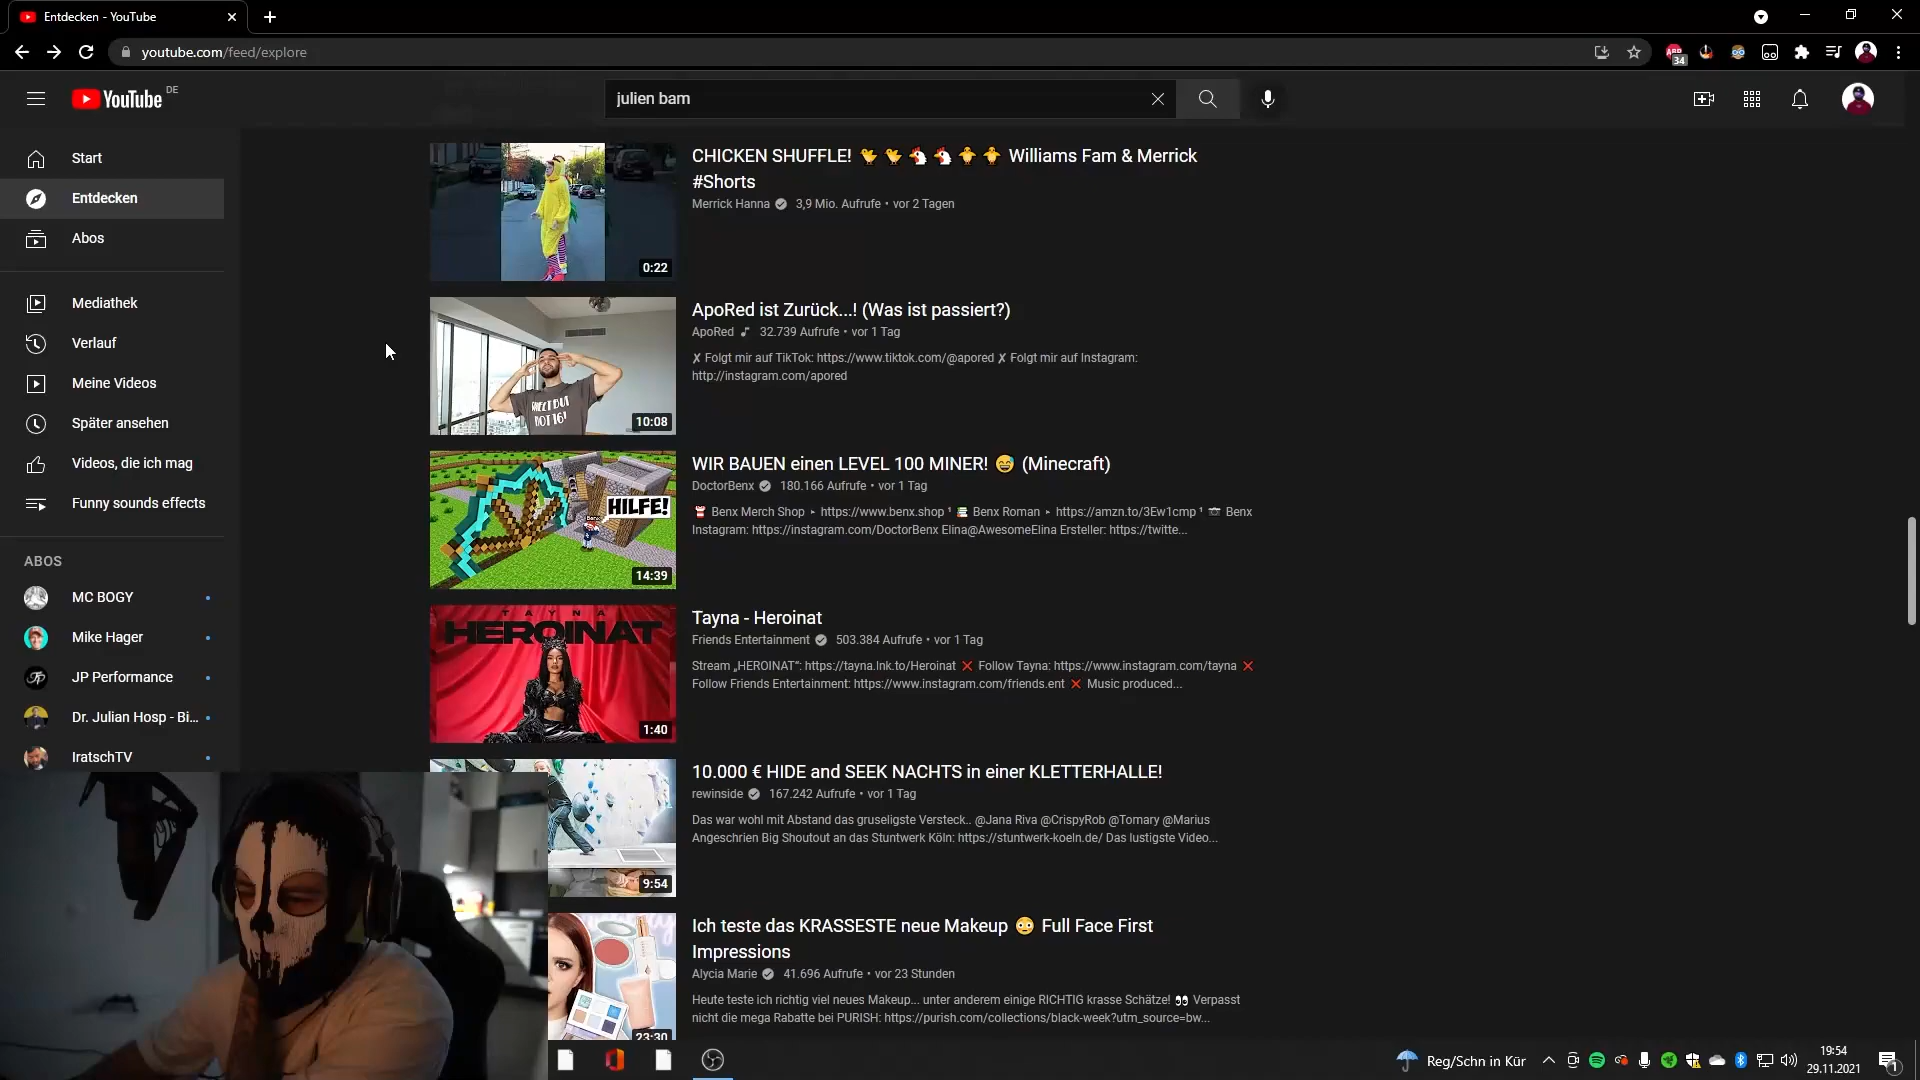 Entdecken - YouTube
youtube.com/feed/explore
34
YouTube DE
julien bam
Start
Entdecken
Abos
Mediathek
Verlauf
Meine Videos
Später ansehen
Videos, die ich mag
Funny sounds effects
ABOS
MC BOGY
Mike Hager
JP Performance
Dr. Julian Hosp - Bi...
IratschTV
0:22
CHICKEN SHUFFLE! 🐤 🐤 🐔 🐔 🐥 🐥 Williams Fam & Merrick
#Shorts
Merrick Hanna 3,9 Mio. Aufrufe • vor 2 Tagen
10:08
ApoRed ist Zurück...! (Was ist passiert?)
ApoRed 32.739 Aufrufe • vor 1 Tag
✗ Folgt mir auf TikTok: https://www.tiktok.com/@apored ✗ Folgt mir auf Instagram:
http://instagram.com/apored
HILFE!
Benx
14:39
WIR BAUEN einen LEVEL 100 MINER! 😅 (Minecraft)
DoctorBenx 180.166 Aufrufe • vor 1 Tag
Benx Merch Shop ▸ https://www.benx.shop ¹ Benx Roman ▸ https://amzn.to/3Ew1cmp ¹ Benx
Instagram: https://instagram.com/DoctorBenx Elina@AwesomeElina Ersteller: https://twitte...
TAYNA
HEROINAT
1:40
Tayna - Heroinat
Friends Entertainment 503.384 Aufrufe • vor 1 Tag
Stream „HEROINAT“: https://tayna.lnk.to/Heroinat ❌ Follow Tayna: https://www.instagram.com/tayna ❌
Follow Friends Entertainment: https://www.instagram.com/friends.ent ❌ Music produced...
9:54
10.000 € HIDE and SEEK NACHTS in einer KLETTERHALLE!
rewinside 167.242 Aufrufe • vor 1 Tag
Das war wohl mit Abstand das gruseligste Versteck.. @Jana Riva @CrispyRob @Tomary @Marius
Angeschrien Big Shoutout an das Stuntwerk Köln: https://stuntwerk-koeln.de/ Das lustigste Video...
23:30
Ich teste das KRASSESTE neue Makeup 😳 Full Face First
Impressions
Alycia Marie 41.696 Aufrufe • vor 23 Stunden
Heute teste ich richtig viel neues Makeup... unter anderem einige RICHTIG krasse Schätze! 👀 Verpasst
nicht die mega Rabatte bei PURISH: https://purish.com/collections/black-week?utm_source=bw...
Reg/Schn in Kür
19:54
29.11.2021
1